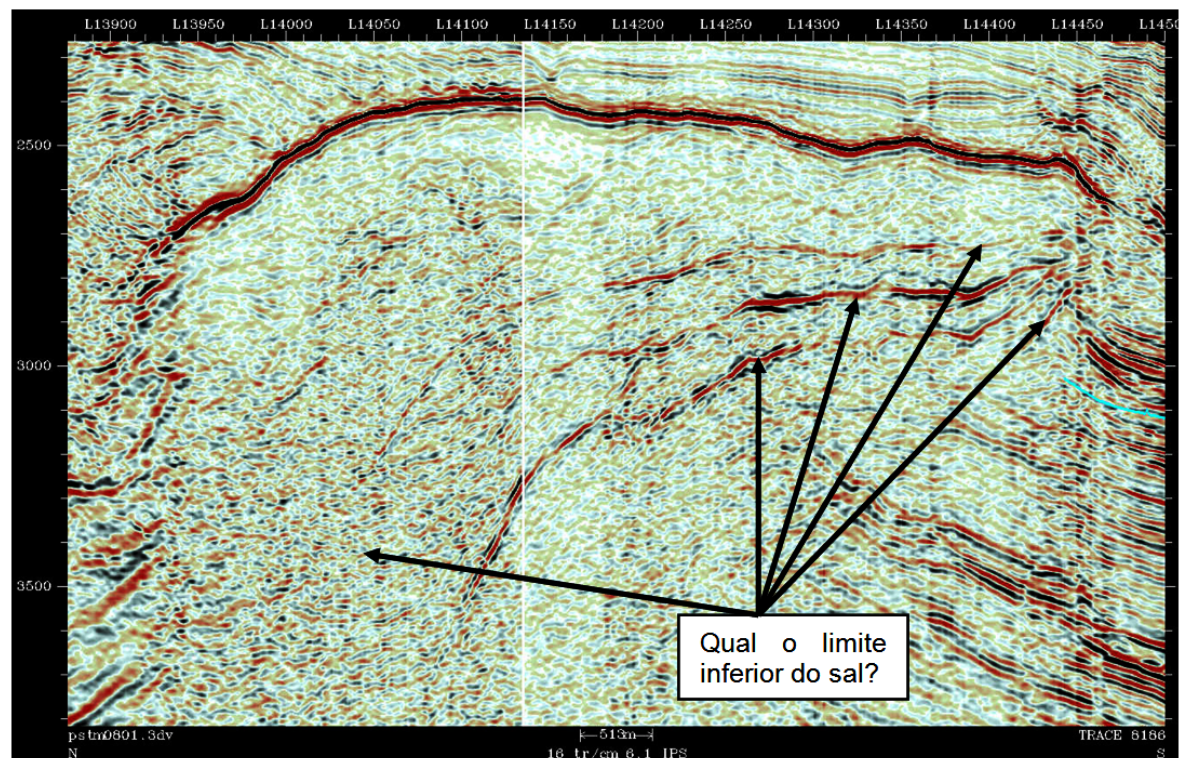 L13900 L13950 L14000 L14050 L14100 L14150 L14200 L14250 L14300 L14350 L14400 L14450 L1450
2500
3000
3500
Qual o limite
inferior do sal?
pstm0801.3dv 513m TRACE 8186
N 16 tr/cm 6.1 IPS S